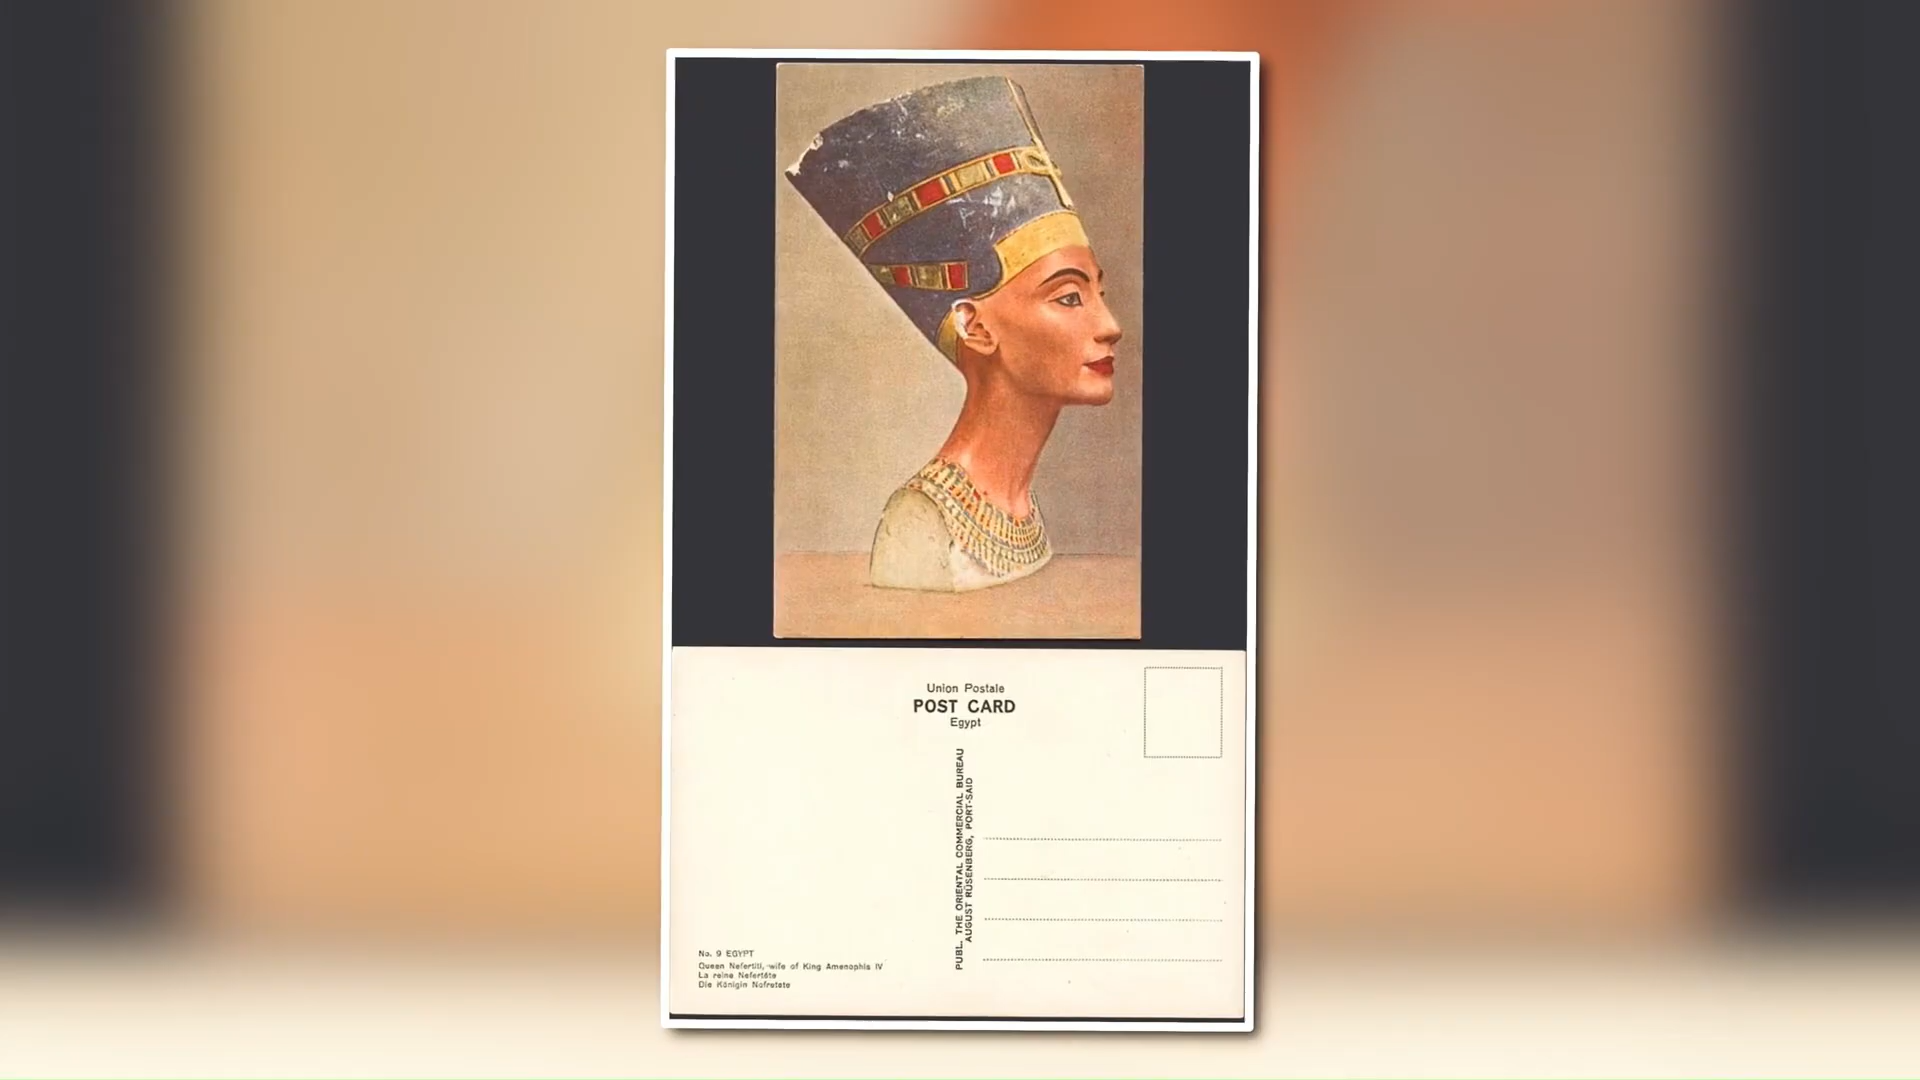 Union Postale
POST CARD
Egypt
PUBL. THE ORIENTAL COMMERCIAL BUREAU
AUGUST RÜSENBERG, PORT-SAID
No. 9 EGYPT
Queen Nefertiti, wife of King Amenophis IV
La reine Nefertète
Die Königin Nofretete